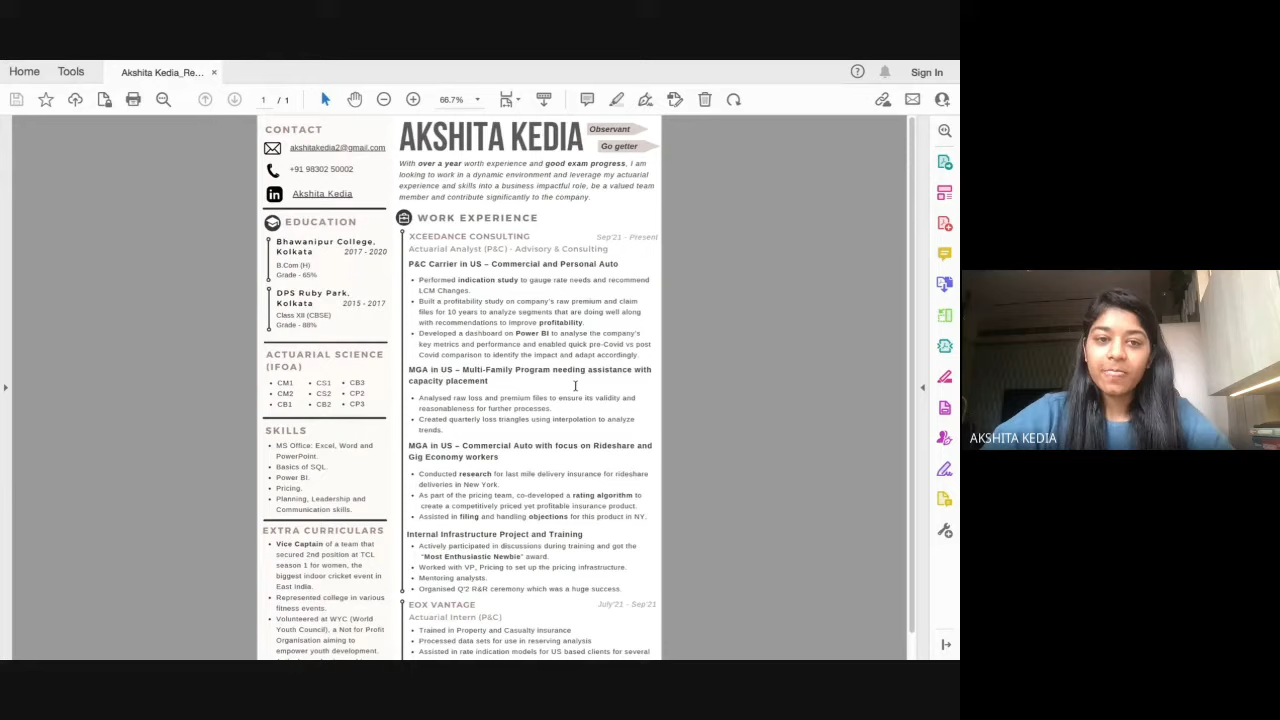 Home
Tools
Akshita Kedia_Re...
Sign In
1 / 1
66.7%
CONTACT
akshitakedia2@gmail.com
+91 98302 50002
Akshita Kedia
EDUCATION
Bhawanipur College,
Kolkata 2017 - 2020
B.Com (H)
Grade - 65%
DPS Ruby Park,
Kolkata 2015 - 2017
Class XII (CBSE)
Grade - 88%
ACTUARIAL SCIENCE
(IFOA)
• CM1 • CS1 • CB3
• CM2 • CS2 • CP2
• CB1 • CB2 • CP3
SKILLS
• MS Office: Excel, Word and
PowerPoint.
• Basics of SQL.
• Power BI.
• Pricing.
• Planning, Leadership and
Communication skills.
EXTRA CURRICULARS
• Vice Captain of a team that
secured 2nd position at TCL
season 1 for women, the
biggest indoor cricket event in
East India.
• Represented college in various
fitness events.
• Volunteered at WYC (World
Youth Council), a Not for Profit
Organisation aiming to
empower youth development.
AKSHITA KEDIA
Observant
Go getter
With over a year worth experience and good exam progress, I am
looking to work in a dynamic environment and leverage my actuarial
experience and skills into a business impactful role, be a valued team
member and contribute significantly to the company.
WORK EXPERIENCE
XCEEDANCE CONSULTING Sep'21 - Present
Actuarial Analyst (P&C) - Advisory & Consulting
P&C Carrier in US – Commercial and Personal Auto
• Performed indication study to gauge rate needs and recommend
LCM Changes.
• Built a profitability study on company's raw premium and claim
files for 10 years to analyze segments that are doing well along
with recommendations to improve profitability.
• Developed a dashboard on Power BI to analyse the company's
key metrics and performance and enabled quick pre-Covid vs post
Covid comparison to identify the impact and adapt accordingly.
MGA in US – Multi-Family Program needing assistance with
capacity placement
• Analysed raw loss and premium files to ensure its validity and
reasonableness for further processes.
• Created quarterly loss triangles using interpolation to analyze
trends.
MGA in US – Commercial Auto with focus on Rideshare and
Gig Economy workers
• Conducted research for last mile delivery insurance for rideshare
deliveries in New York.
• As part of the pricing team, co-developed a rating algorithm to
create a competitively priced yet profitable insurance product.
• Assisted in filing and handling objections for this product in NY.
Internal Infrastructure Project and Training
• Actively participated in discussions during training and got the
"Most Enthusiastic Newbie" award.
• Worked with VP, Pricing to set up the pricing infrastructure.
• Mentoring analysts.
• Organised Q'2 R&R ceremony which was a huge success.
EOX VANTAGE July'21 - Sep'21
Actuarial Intern (P&C)
• Trained in Property and Casualty insurance
• Processed data sets for use in reserving analysis
• Assisted in rate indication models for US based clients for several
AKSHITA KEDIA